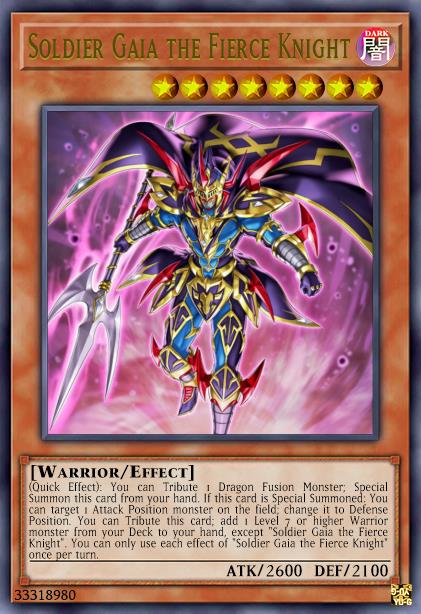 Soldier Gaia the Fierce Knight
DARK
闇
[Warrior/Effect]
(Quick Effect): You can Tribute 1 Dragon Fusion Monster; Special
Summon this card from your hand. If this card is Special Summoned: You
can target 1 Attack Position monster on the field; change it to Defense
Position. You can Tribute this card; add 1 Level 7 or higher Warrior
monster from your Deck to your hand, except "Soldier Gaia the Fierce
Knight". You can only use each effect of "Soldier Gaia the Fierce Knight"
once per turn.
ATK/2600 DEF/2100
33318980